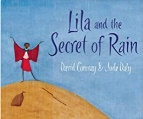 Lila and the
Secret of Rain
David Conway & Jude Daly